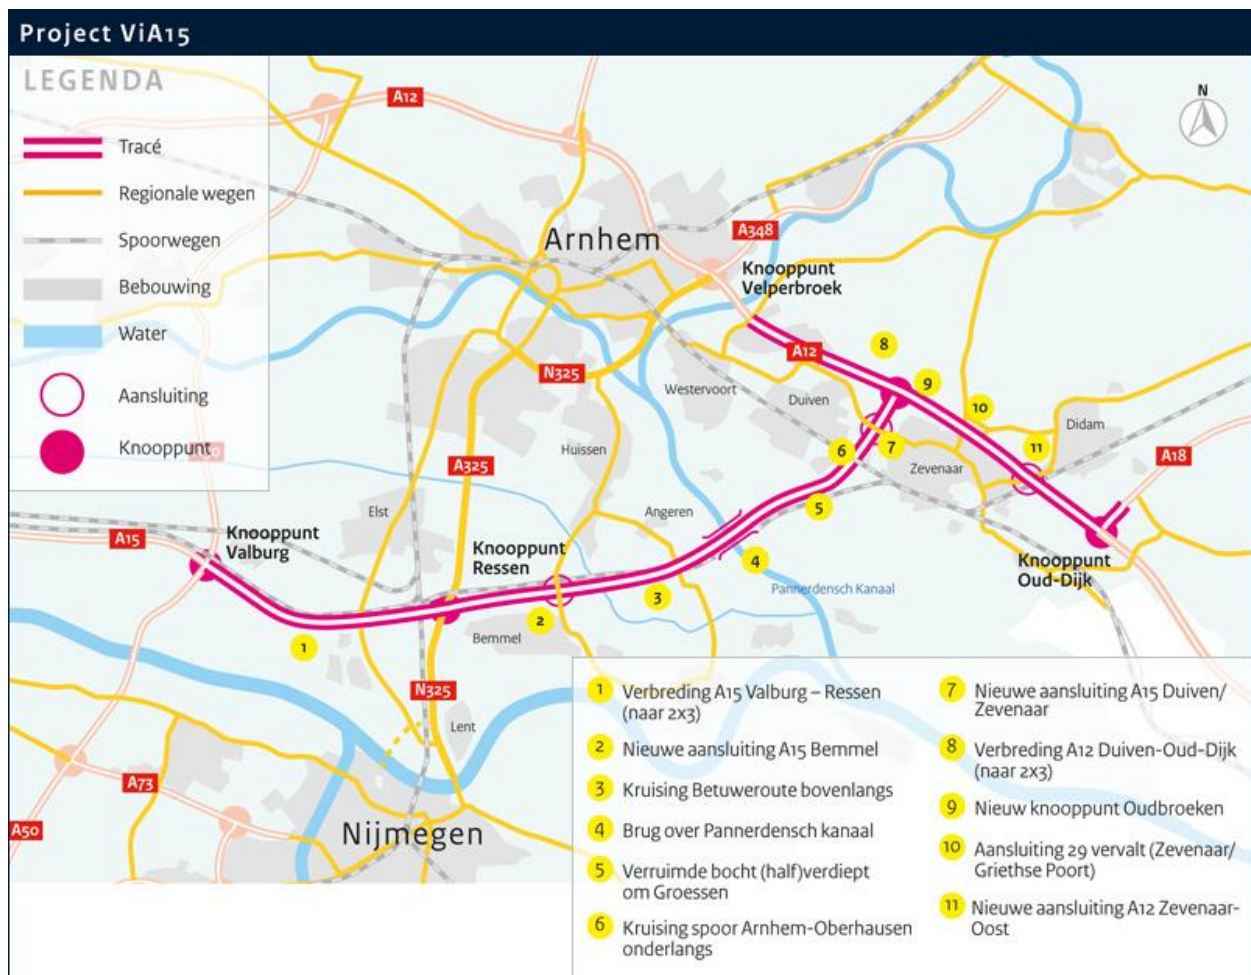 Project ViA15
LEGENDA
Tracé
Regionale wegen
Spoorwegen
Bebouwing
Water
Aansluiting
Knooppunt
N
A12
Arnhem
A348
Knooppunt
Velperbroek
A12
8
9
N325
Westervoort
Duiven
10
Didam
11
A18
7
6
Zevenaar
Huissen
A325
Elst
Angeren
5
A15
Knooppunt
Valburg
Knooppunt
Ressen
4
Knooppunt
Oud-Dijk
3
Pannerdensch Kanaal
2
Bemmel
1
N325
Lent
A73
A50
Nijmegen
1 Verbreding A15 Valburg – Ressen
(naar 2x3)
2 Nieuwe aansluiting A15 Bemmel
3 Kruising Betuweroute bovenlangs
4 Brug over Pannerdensch kanaal
5 Verruimde bocht (half)verdiept
om Groessen
6 Kruising spoor Arnhem-Oberhausen
onderlangs
7 Nieuwe aansluiting A15 Duiven/
Zevenaar
8 Verbreding A12 Duiven-Oud-Dijk
(naar 2x3)
9 Nieuw knooppunt Oudbroeken
10 Aansluiting 29 vervalt (Zevenaar/
Griethse Poort)
11 Nieuwe aansluiting A12 Zevenaar-
Oost